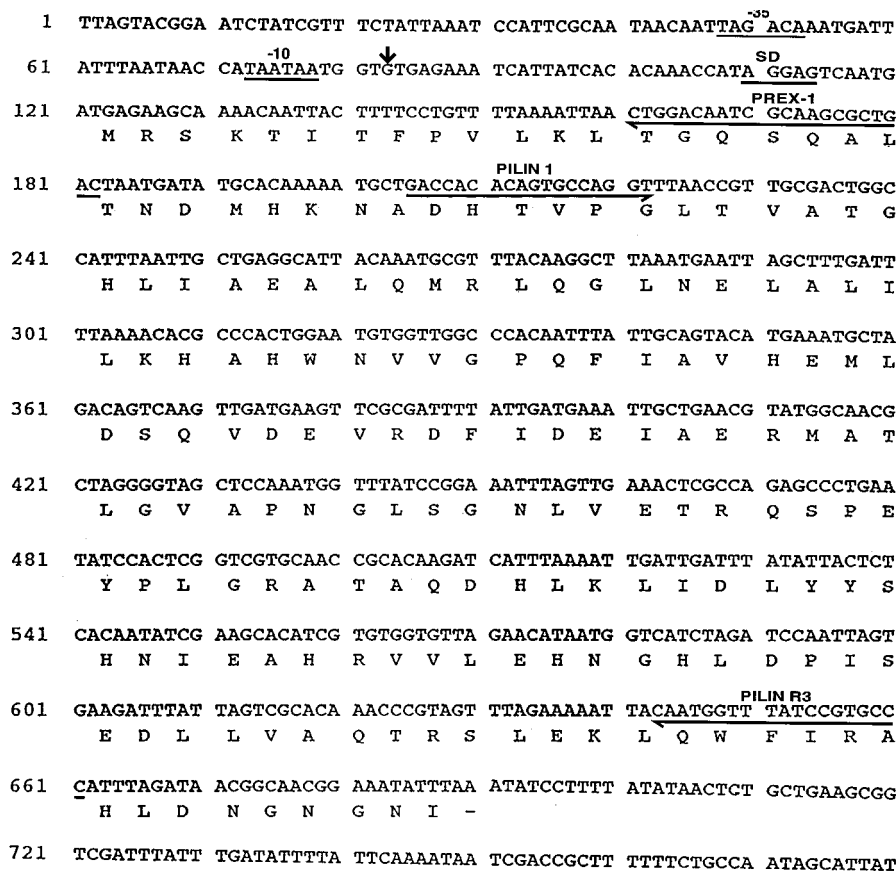 -35
1 TTAGTACGGA ATCTATCGTT TCTATTAAAT CCATTCGCAA TAACAATTAG ACAAATGATT
-10 SD
61 ATTTAATAAC CATAATAATGG GTGTGAGAAA TCATTATCAC ACAAACCATA AGGAGTCAATG
PREX-1
121 ATGAGAAGCA AAACAATTAC TTTTCCTGTT TTAAAATTAA CTGGACAATC GCAAGCGCTG
M R S K T I T F P V L K L T G Q S Q A L
PILIN 1
181 ACTAATGATA TGCACAAAAA TGCTGACCAC ACAGTGCCAG GTTTAACCGT TGCGACTGGC
T N D M H K N A D H T V P G L T V A T G
241 CATTTAATTG CTGAGGCATT ACAAATGCGT TTACAAGGCT TAAATGAATT AGCTTTGATT
H L I A E A L Q M R L Q G L N E L A L I
301 TTAAAACACG CCCACTGGAA TGTGGTTGGC CCACAATTTA TTGCAGTACA TGAAATGCTA
L K H A H W N V V G P Q F I A V H E M L
361 GACAGTCAAG TTGATGAAGT TCGCGATTTT ATTGATGAAA TTGCTGAACG TATGGCAACG
D S Q V D E V R D F I D E I A E R M A T
421 CTAGGGGTAG CTCCAAATGG TTTATCCGGA AATTTAGTTG AAACTCGCCA GAGCCCTGAA
L G V A P N G L S G N L V E T R Q S P E
481 TATCCACTCG GTCGTGCAAC CGCACAAGAT CATTTAAAAT TGATTGATTT ATATTACTCT
Y P L G R A T A Q D H L K L I D L Y Y S
541 CACAATATCG AAGCACATCG TGTGGTGTTA GAACATAATG GTCATCTAGA TCCAATTAGT
H N I E A H R V V L E H N G H L D P I S
PILIN R3
601 GAAGATTTAT TAGTCGCACA AACCCGTAGT TTAGAAAAAT TACAATGGTT TATCCGTGCC
E D L L V A Q T R S L E K L Q W F I R A
661 CATTTAGATA ACGGCAACGG AAATATTTAA ATATCCTTTT ATATAACTCT GCTGAAGCGG
H L D N G N G N I -
721 TCGATTTATT TGATATTTTA TTCAAAATAA TCGACCGCTT TTTTCTGCCA ATAGCATTAT